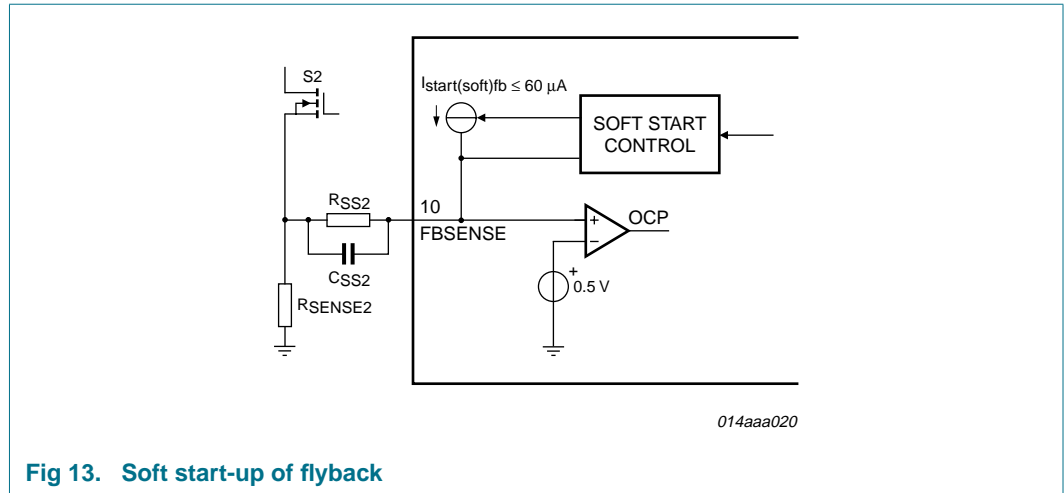 S2
Istart(soft)fb ≤ 60 μA
SOFT START
CONTROL
RSS2
CSS2
RSENSE2
10
FBSENSE
+
−
OCP
+
0.5 V
014aaa020
Fig 13. Soft start-up of flyback